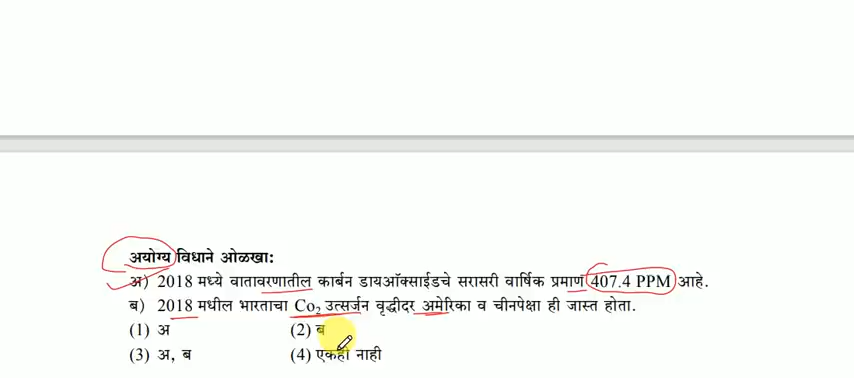 अयोग्य विधाने ओळखा:
अ) 2018 मध्ये वातावरणातील कार्बन डायऑक्साईडचे सरासरी वार्षिक प्रमाण 407.4 PPM आहे.
ब) 2018 मधील भारताचा Co₂ उत्सर्जन वृद्धीदर अमेरिका व चीनपेक्षा ही जास्त होता.
(1) अ (2) ब
(3) अ, ब (4) एकही नाही